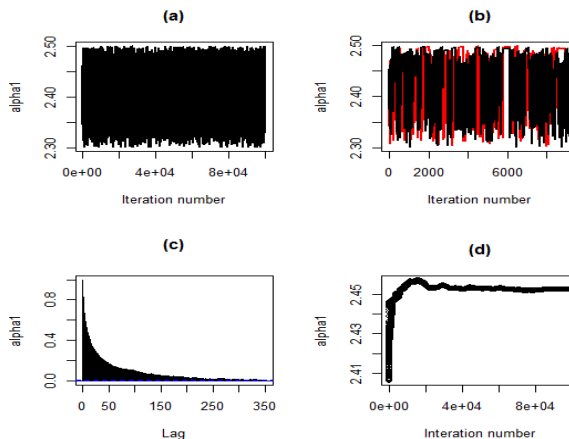 (a)
alpha1
2.30
2.40
2.50
0e+00
4e+04
8e+04
Iteration number
(b)
alpha1
2.30
2.40
2.50
0
2000
6000
Iteration number
(c)
alpha1
0.0
0.4
0.8
0
50
150
250
350
Lag
(d)
alpha1
2.41
2.43
2.45
0e+00
4e+04
8e+04
Interation number